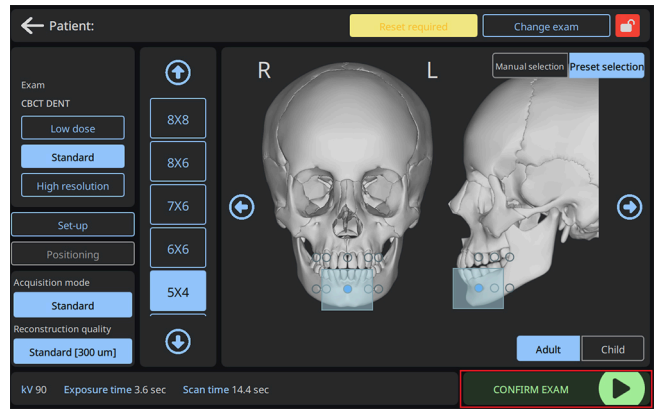 Patient:
Reset required
Change exam
Exam
CBCT DENT
Low dose
Standard
High resolution
Set-up
Positioning
Acquisition mode
Standard
Reconstruction quality
Standard [300 um]
8X8
8X6
7X6
6X6
5X4
R
L
Manual selection
Preset selection
Adult
Child
kV 90
Exposure time 3.6 sec
Scan time 14.4 sec
CONFIRM EXAM